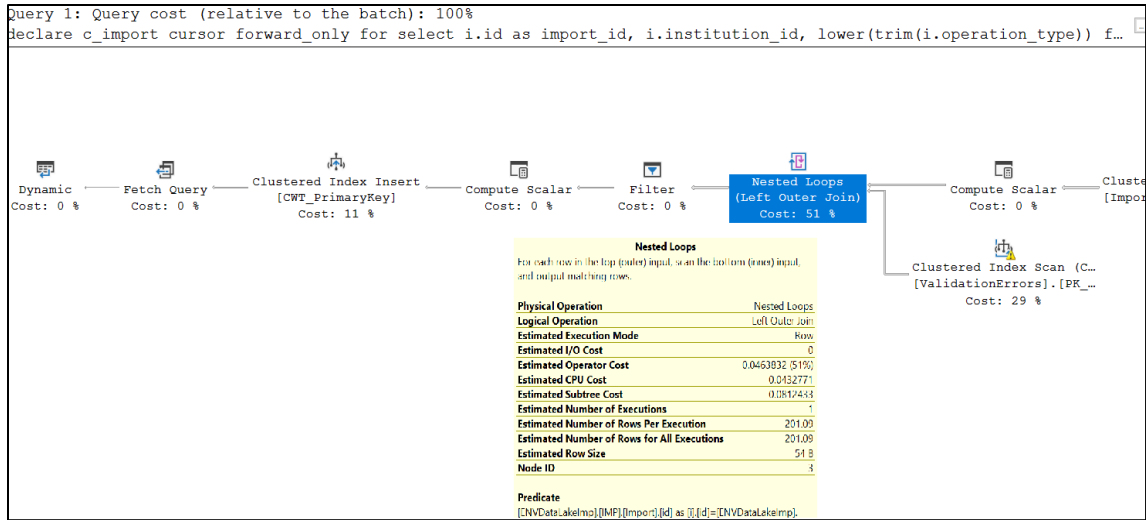 Query 1: Query cost (relative to the batch): 100%
declare c_import cursor forward_only for select i.id as import_id, i.institution_id, lower(trim(i.operation_type)) f…
Dynamic
Cost: 0 %
Fetch Query
Cost: 0 %
Clustered Index Insert
[CWT_PrimaryKey]
Cost: 11 %
Compute Scalar
Cost: 0 %
Filter
Cost: 0 %
Nested Loops
(Left Outer Join)
Cost: 51 %
Compute Scalar
Cost: 0 %
Cluste
[Impor
Clustered Index Scan (C…
[ValidationErrors].[PK_…
Cost: 29 %
Nested Loops
For each row in the top (outer) input, scan the bottom (inner) input,
and output matching rows.
Physical Operation Nested Loops
Logical Operation Left Outer Join
Estimated Execution Mode Row
Estimated I/O Cost 0
Estimated Operator Cost 0.0463832 (51%)
Estimated CPU Cost 0.0432771
Estimated Subtree Cost 0.0812433
Estimated Number of Executions 1
Estimated Number of Rows Per Execution 201.09
Estimated Number of Rows for All Executions 201.09
Estimated Row Size 54 B
Node ID 3
Predicate
[ENVDataLakeImp].[IMP].[Import].[id] as [i].[id]=[ENVDataLakeImp].